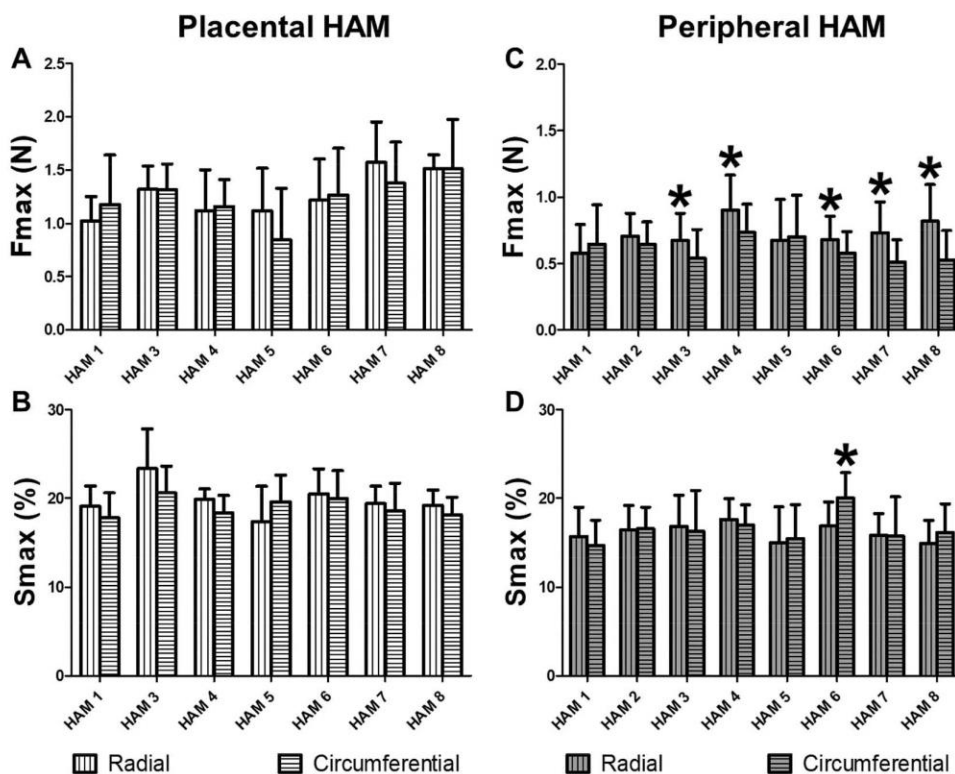 Placental HAM
Peripheral HAM
A
Fmax (N)
2.5
2.0
1.5
1.0
0.5
0.0
HAM 1
HAM 3
HAM 4
HAM 5
HAM 6
HAM 7
HAM 8
C
Fmax (N)
2.0
1.5
1.0
0.5
0.0
*
*
*
*
*
HAM 1
HAM 2
HAM 3
HAM 4
HAM 5
HAM 6
HAM 7
HAM 8
B
Smax (%)
30
20
10
0
HAM 1
HAM 3
HAM 4
HAM 5
HAM 6
HAM 7
HAM 8
D
Smax (%)
30
20
10
0
*
HAM 1
HAM 2
HAM 3
HAM 4
HAM 5
HAM 6
HAM 7
HAM 8
Radial
Circumferential
Radial
Circumferential